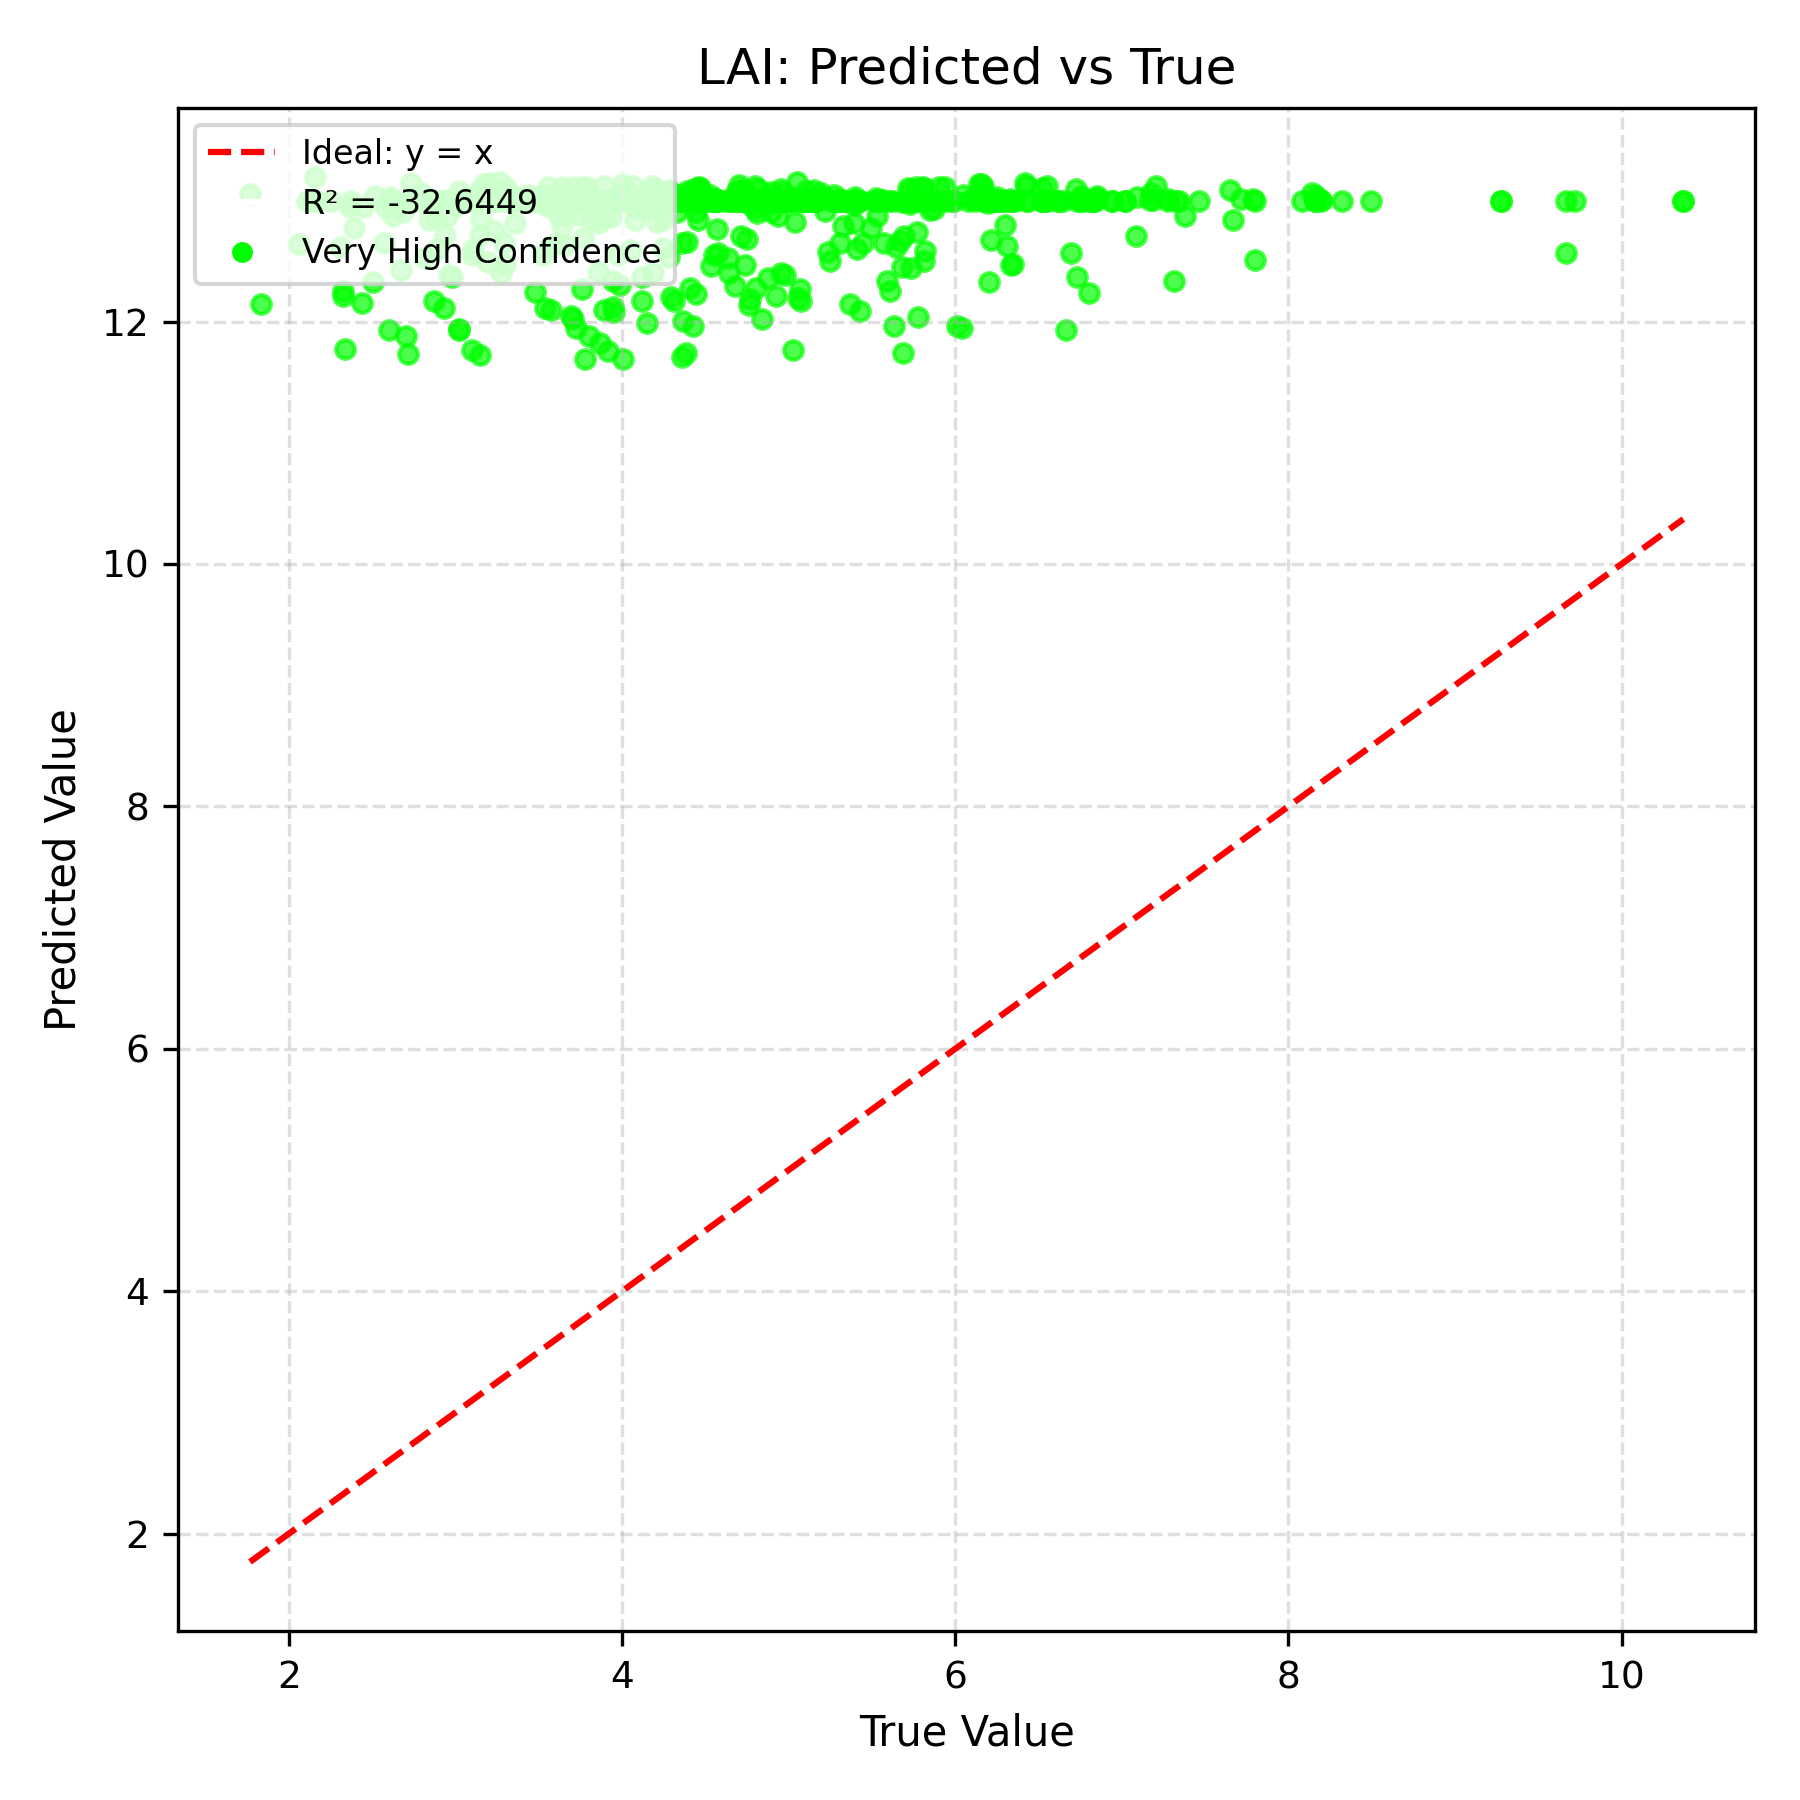 LAI: Predicted vs True
Ideal: y = x
R² = -32.6449
Very High Confidence
12
10
8
6
4
2
Predicted Value
2
4
6
8
10
True Value